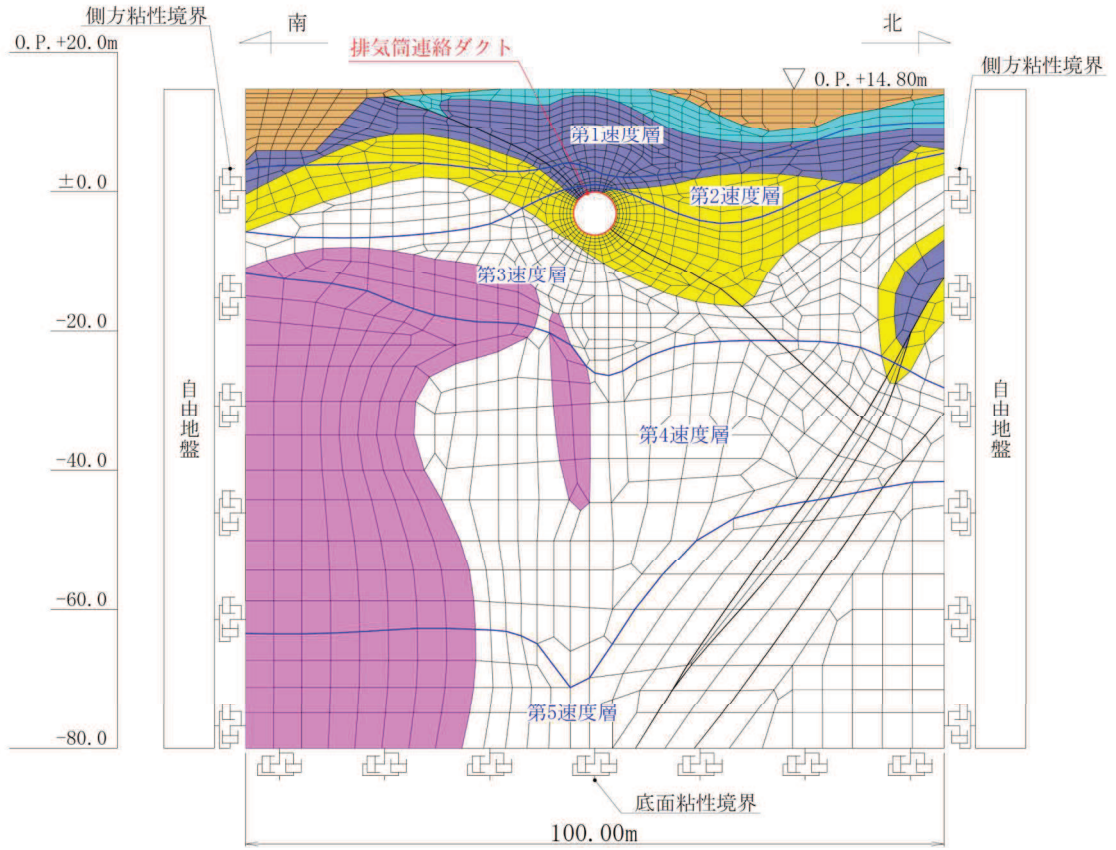 側方粘性境界
南
北
O.P.+20.0m
排気筒連絡ダクト
O.P.+14.80m
側方粘性境界
第1速度層
±0.0
第2速度層
第3速度層
-20.0
自由地盤
自由地盤
第4速度層
-40.0
-60.0
第5速度層
-80.0
底面粘性境界
100.00m